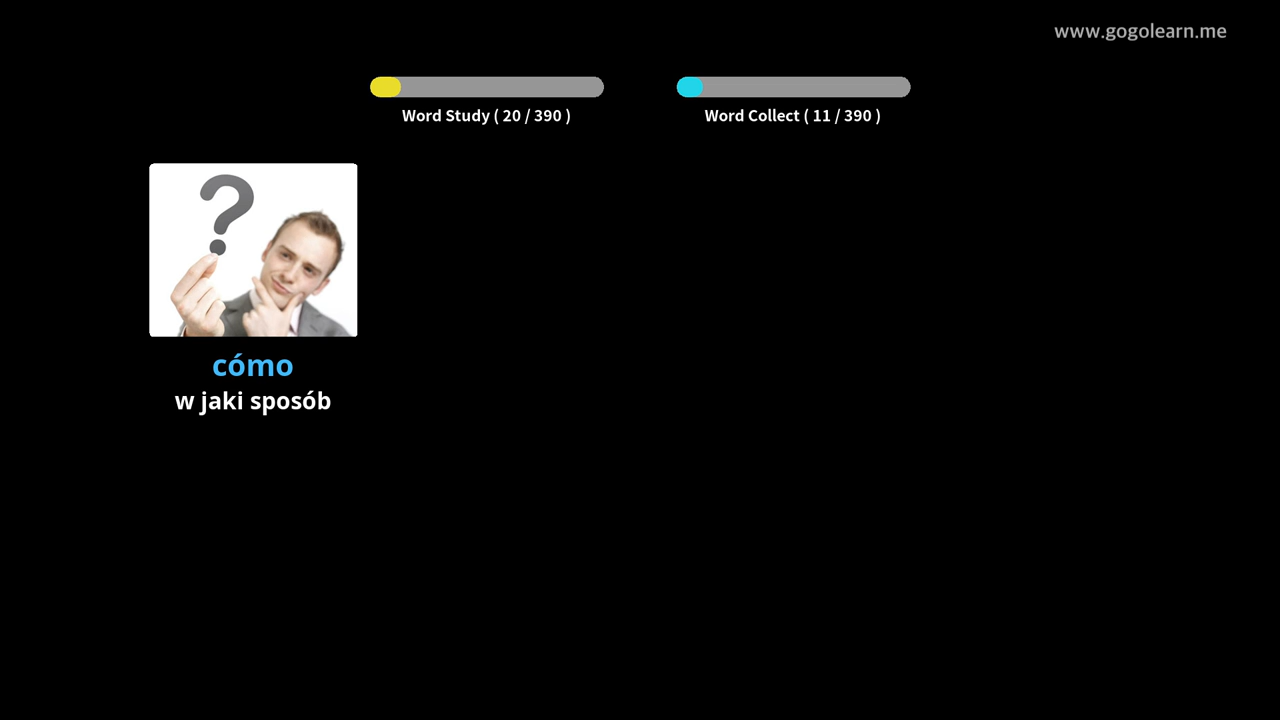 www.gogolearn.me
Word Study ( 20 / 390 )
Word Collect ( 11 / 390 )
?
cómo
w jaki sposób